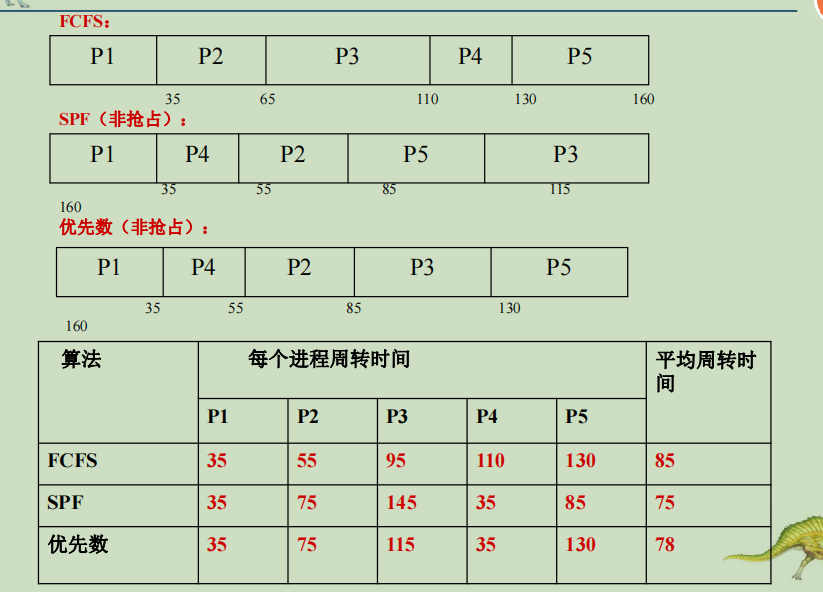 FCFS：
P1 P2 P3 P4 P5
35 65 110 130 160
SPF（非抢占）：
P1 P4 P2 P5 P3
35 55 85 115
160
优先数（非抢占）：
P1 P4 P2 P3 P5
35 55 85 130
160
算法 每个进程周转时间 平均周转时
间
P1 P2 P3 P4 P5
FCFS 35 55 95 110 130 85
SPF 35 75 145 35 85 75
优先数 35 75 115 35 130 78